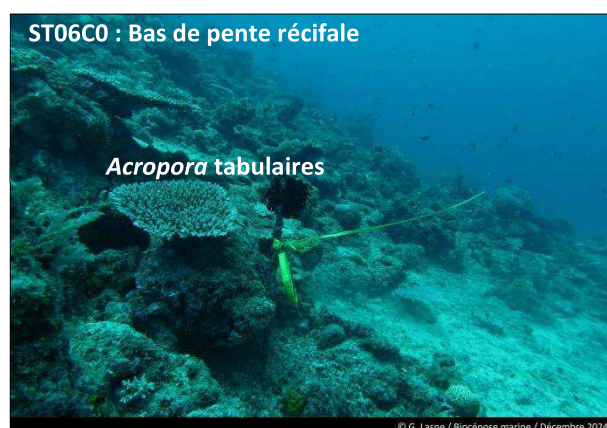 ST06C0 : Bas de pente récifale
Acropora tabulaires
© G. Lasne / Biocénose marine / Décembre 2024